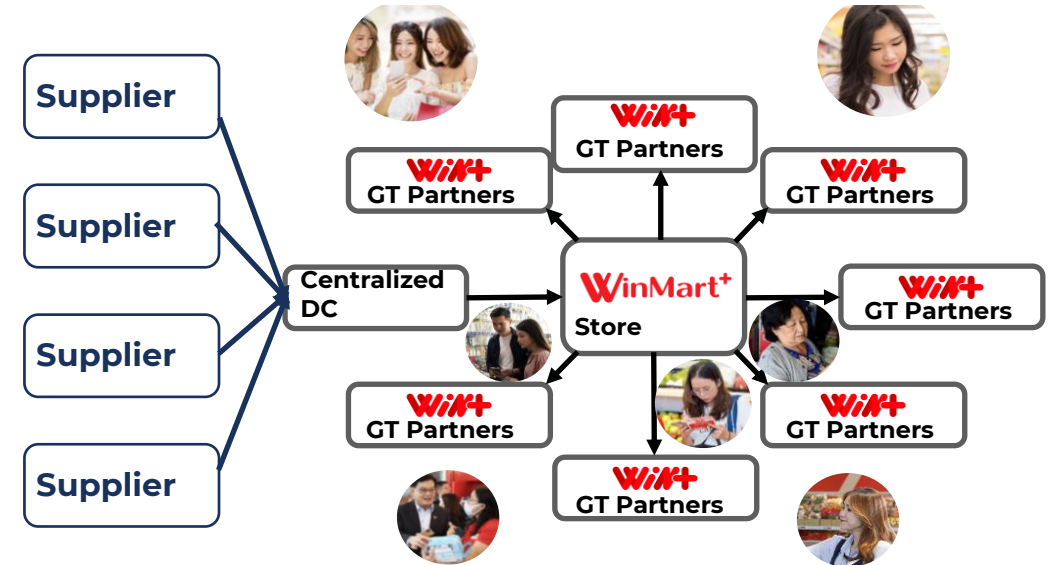 Supplier
Supplier
Supplier
Supplier
Centralized
DC
WiN+
GT Partners
WiN+
GT Partners
WiN+
GT Partners
WinMart+
Store
WiN+
GT Partners
WiN+
GT Partners
WiN+
GT Partners
WiN+
GT Partners